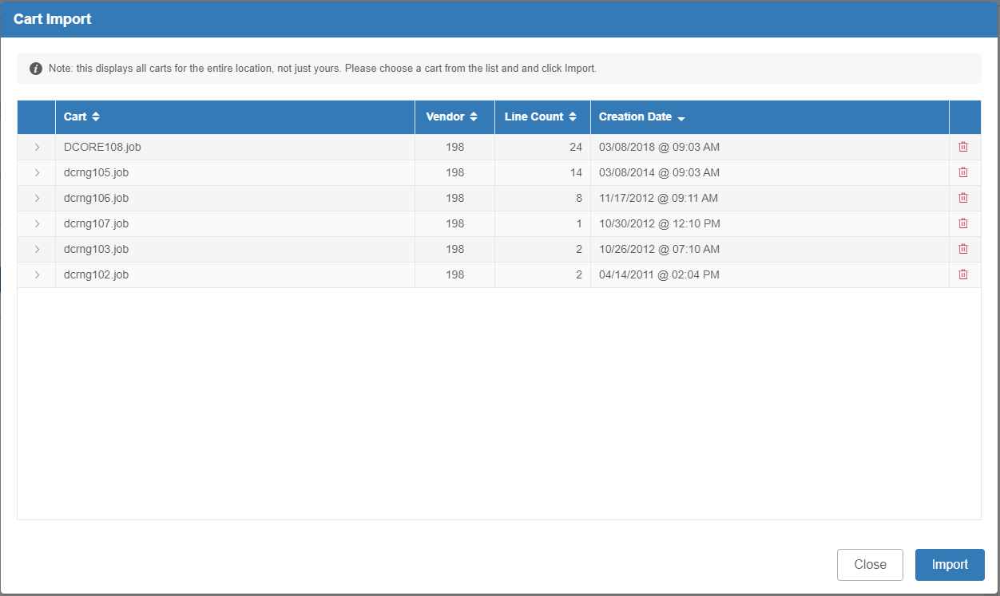 Cart Import
Note: this displays all carts for the entire location, not just yours. Please choose a cart from the list and and click Import.
Cart Vendor Line Count Creation Date
DCORE108.job 198 24 03/08/2018 @ 09:03 AM
dcrng105.job 198 14 03/08/2014 @ 09:03 AM
dcrng106.job 198 8 11/17/2012 @ 09:11 AM
dcrng107.job 198 1 10/30/2012 @ 12:10 PM
dcrng103.job 198 2 10/26/2012 @ 07:10 AM
dcrng102.job 198 2 04/14/2011 @ 02:04 PM
Close Import